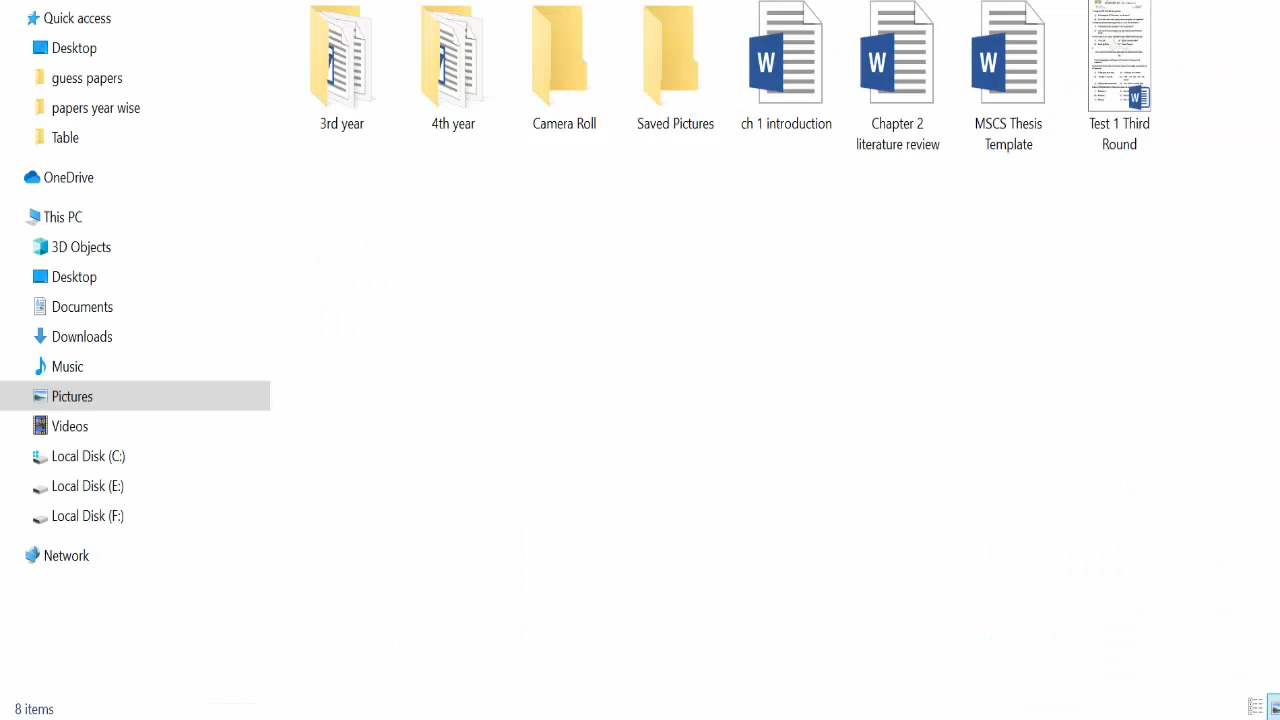 Quick access
Desktop
guess papers
papers year wise
Table
OneDrive
This PC
3D Objects
Desktop
Documents
Downloads
Music
Pictures
Videos
Local Disk (C:)
Local Disk (E:)
Local Disk (F:)
Network
3rd year
4th year
Camera Roll
Saved Pictures
ch 1 introduction
Chapter 2
literature review
MSCS Thesis
Template
Test 1 Third
Round
W
W
W
W
8 items